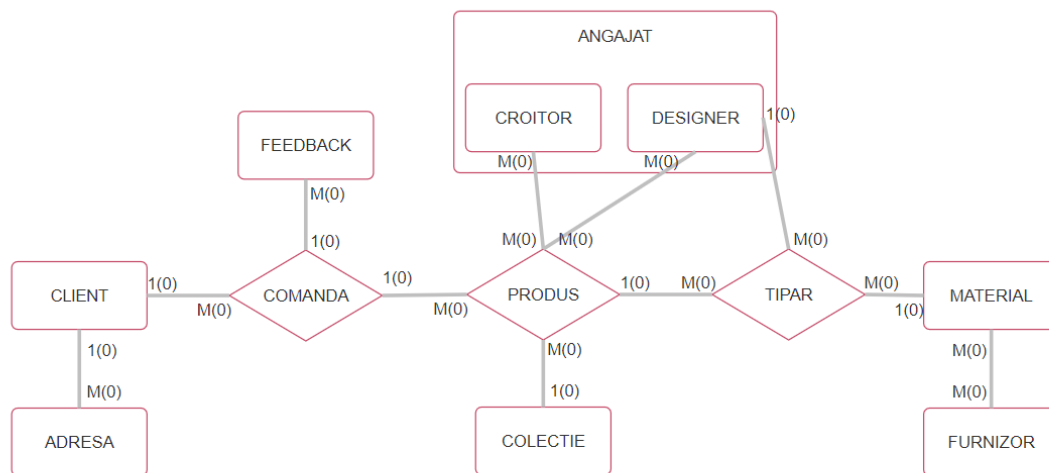 ANGAJAT
CROITOR
DESIGNER
1(0)
FEEDBACK
M(0)
M(0)
M(0)
1(0)
M(0)
M(0)
M(0)
CLIENT
1(0)
M(0)
COMANDA
1(0)
M(0)
PRODUS
1(0)
M(0)
TIPAR
M(0)
1(0)
MATERIAL
1(0)
M(0)
M(0)
M(0)
1(0)
M(0)
ADRESA
COLECTIE
FURNIZOR